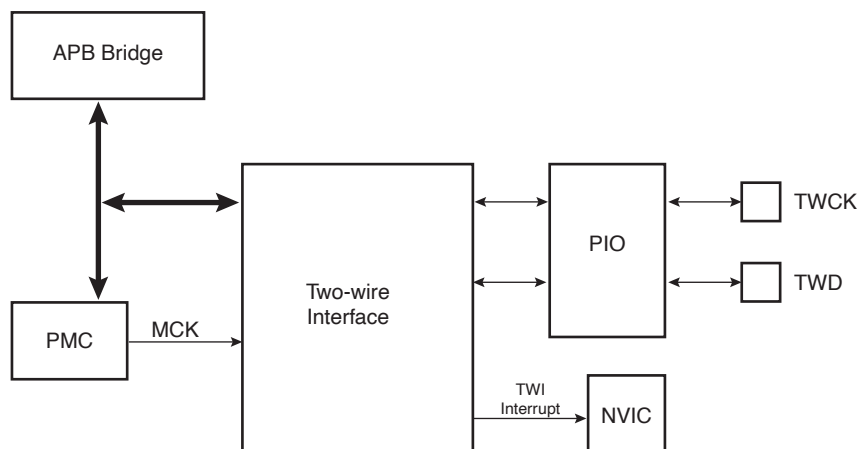 APB Bridge
TWCK
PIO
TWD
Two-wire
Interface
PMC
MCK
TWI
Interrupt
NVIC